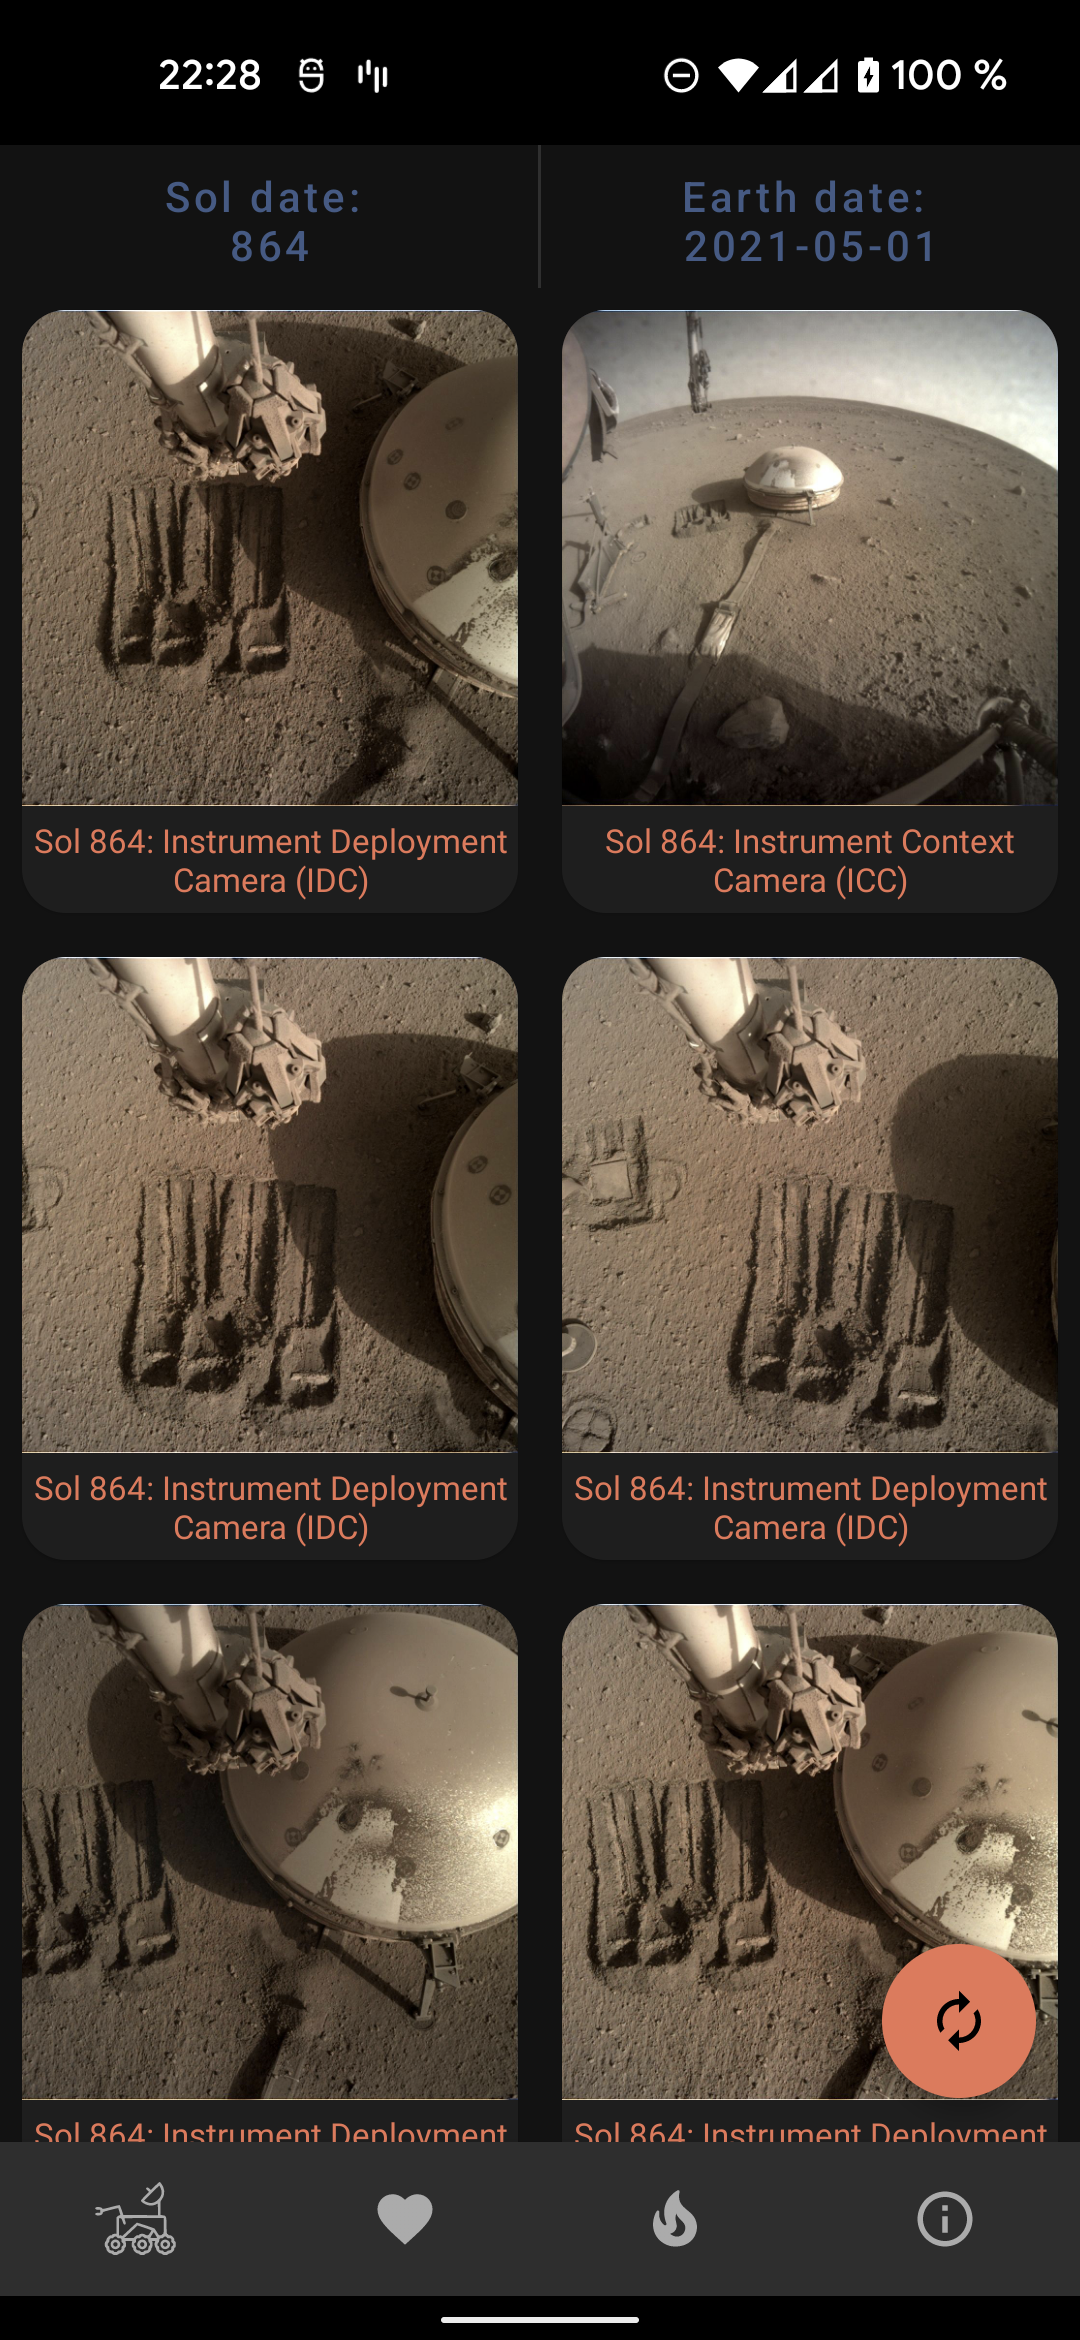 22:28
100 %
Sol date:
864
Earth date:
2021-05-01
Sol 864: Instrument Deployment
Camera (IDC)
Sol 864: Instrument Context
Camera (ICC)
Sol 864: Instrument Deployment
Camera (IDC)
Sol 864: Instrument Deployment
Camera (IDC)
Sol 864: Instrument Deployment
Sol 864: Instrument Deployment